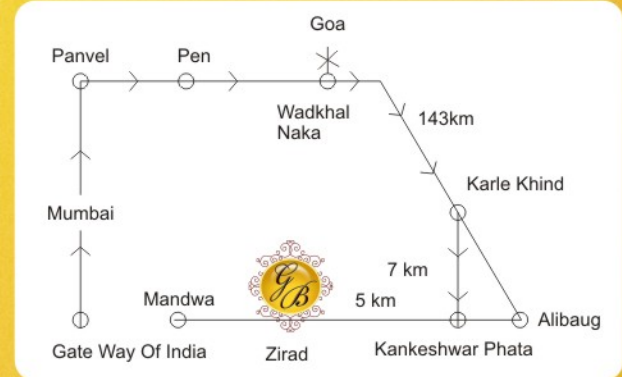 Goa
Panvel
Pen
Wadkhal
Naka
143km
Karle Khind
Mumbai
7 km
GB
5 km
Mandwa
Alibaug
Gate Way Of India
Zirad
Kankeshwar Phata